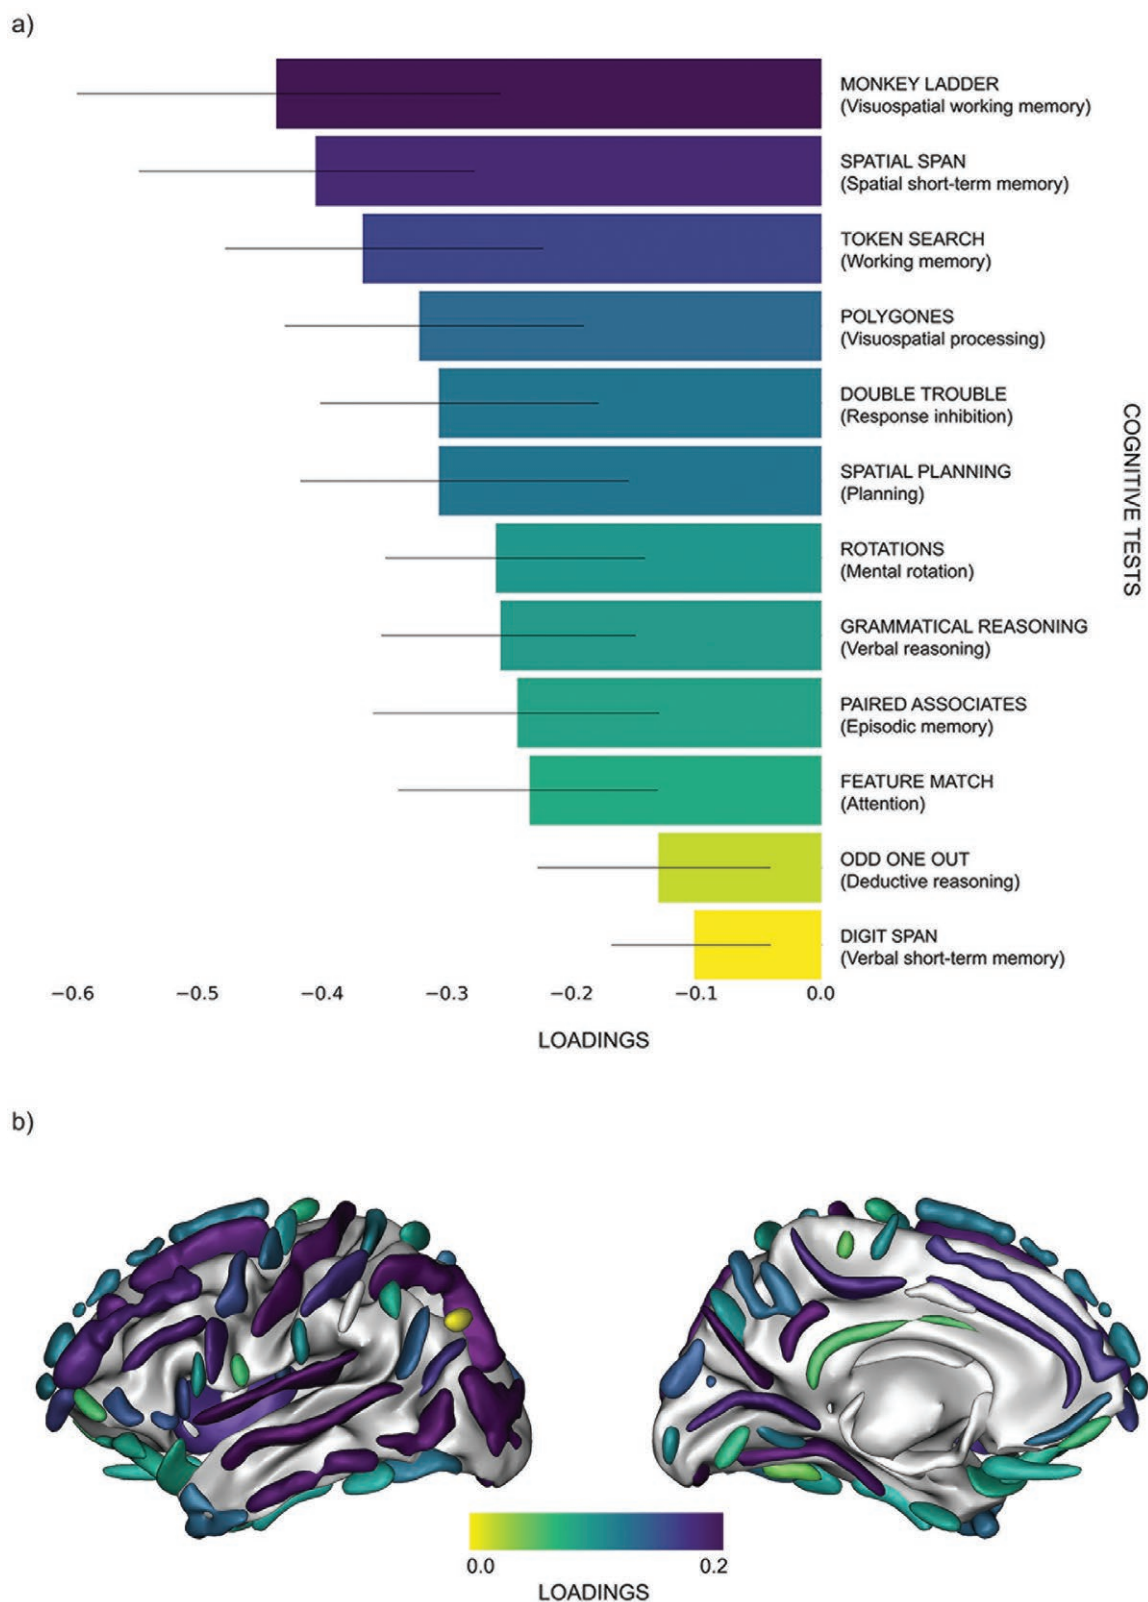 a)
MONKEY LADDER
(Visuospatial working memory)
SPATIAL SPAN
(Spatial short-term memory)
TOKEN SEARCH
(Working memory)
POLYGONES
(Visuospatial processing)
DOUBLE TROUBLE
(Response inhibition)
SPATIAL PLANNING
(Planning)
ROTATIONS
(Mental rotation)
GRAMMATICAL REASONING
(Verbal reasoning)
PAIRED ASSOCIATES
(Episodic memory)
FEATURE MATCH
(Attention)
ODD ONE OUT
(Deductive reasoning)
DIGIT SPAN
(Verbal short-term memory)
COGNITIVE TESTS
−0.6 −0.5 −0.4 −0.3 −0.2 −0.1 0.0
LOADINGS
b)
0.0 0.2
LOADINGS